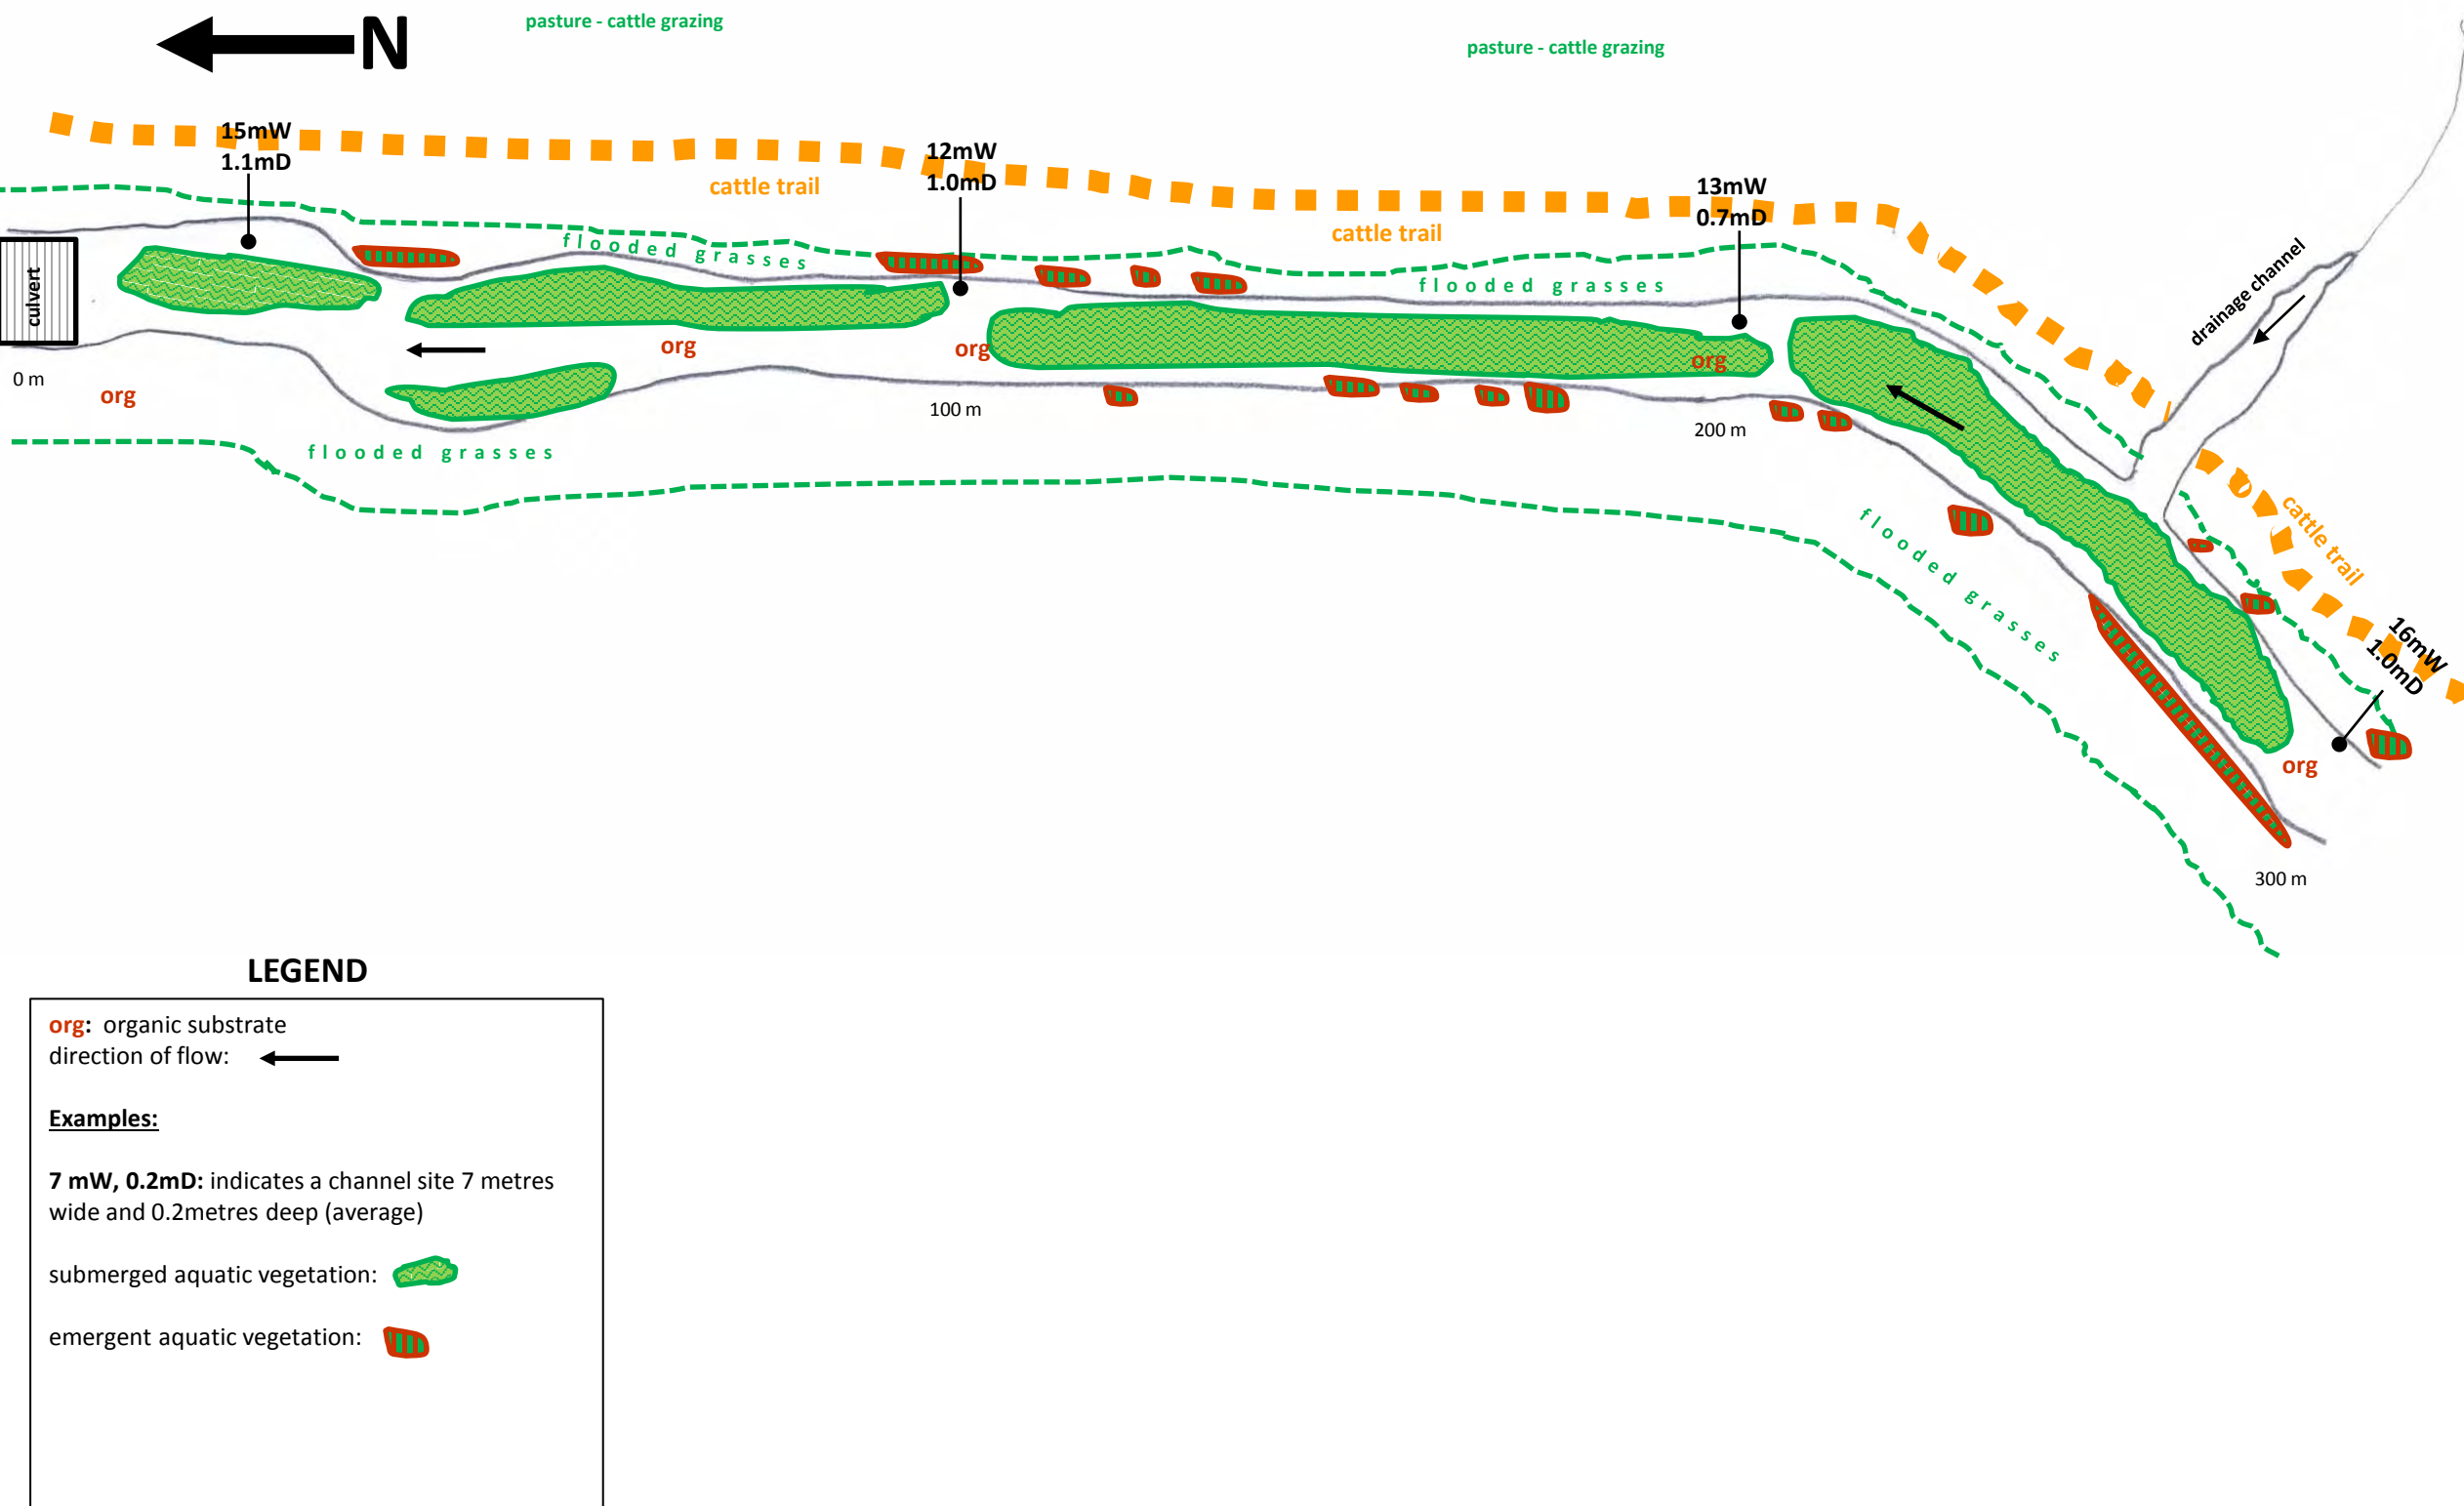 N
pasture - cattle grazing
pasture - cattle grazing
15mW
1.1mD
12mW
1.0mD
cattle trail
13mW
0.7mD
cattle trail
flooded grasses
flooded grasses
drainage channel
culvert
0 m
org
org
org
org
100 m
200 m
flooded grasses
flooded grasses
cattle trail
16mW
1.0mD
org
300 m
LEGEND
org: organic substrate
direction of flow:
Examples:
7 mW, 0.2mD: indicates a channel site 7 metres
wide and 0.2metres deep (average)
submerged aquatic vegetation:
emergent aquatic vegetation: